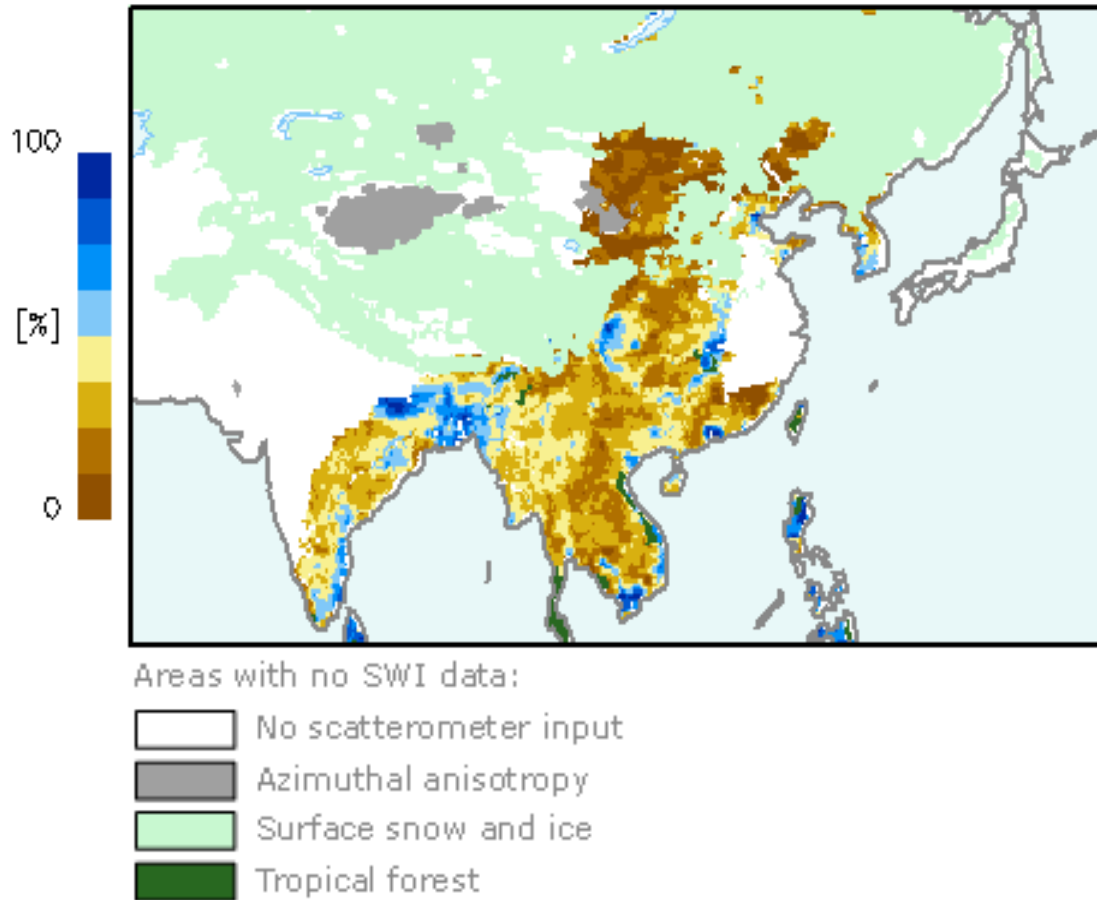 100
[%]
0
Areas with no SWI data:
No scatterometer input
Azimuthal anisotropy
Surface snow and ice
Tropical forest